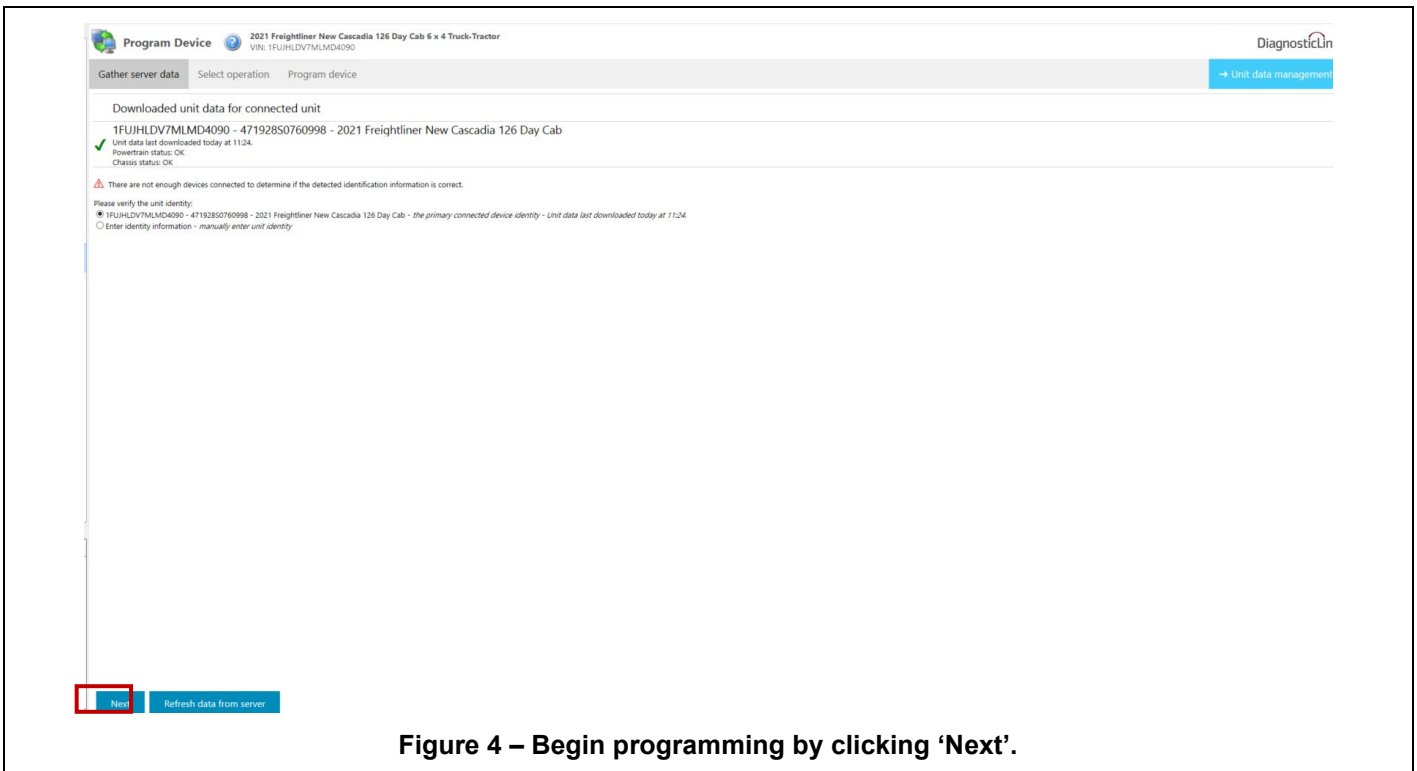 Program Device
2021 Freightliner New Cascadia 126 Day Cab 6 x 4 Truck-Tractor
VIN: 1FUJHLDV7MLMD4090
DiagnosticLin
Gather server data Select operation Program device
→ Unit data management
Downloaded unit data for connected unit
1FUJHLDV7MLMD4090 - 471928S0760998 - 2021 Freightliner New Cascadia 126 Day Cab
Unit data last downloaded today at 11:24.
Powertrain status: OK
Chassis status: OK
There are not enough devices connected to determine if the detected identification information is correct.
Please verify the unit identity:
1FUJHLDV7MLMD4090 - 471928S0760998 - 2021 Freightliner New Cascadia 126 Day Cab - the primary connected device identity - Unit data last downloaded today at 11:24.
Enter identity information - manually enter unit identity
Next Refresh data from server
Figure 4 – Begin programming by clicking ‘Next’.